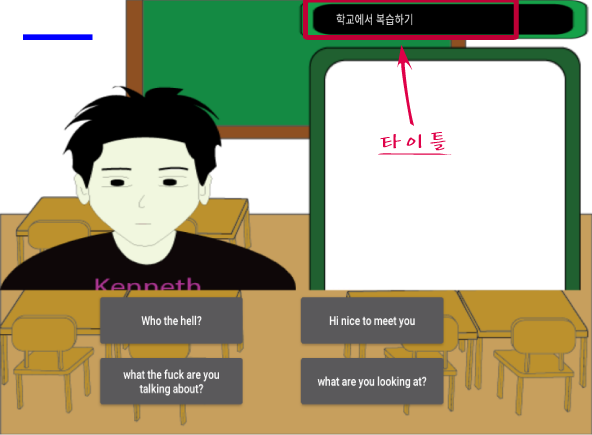 학교에서 복습하기
타이틀
Kenneth
Who the hell?
Hi nice to meet you
what the fuck are you
talking about?
what are you looking at?